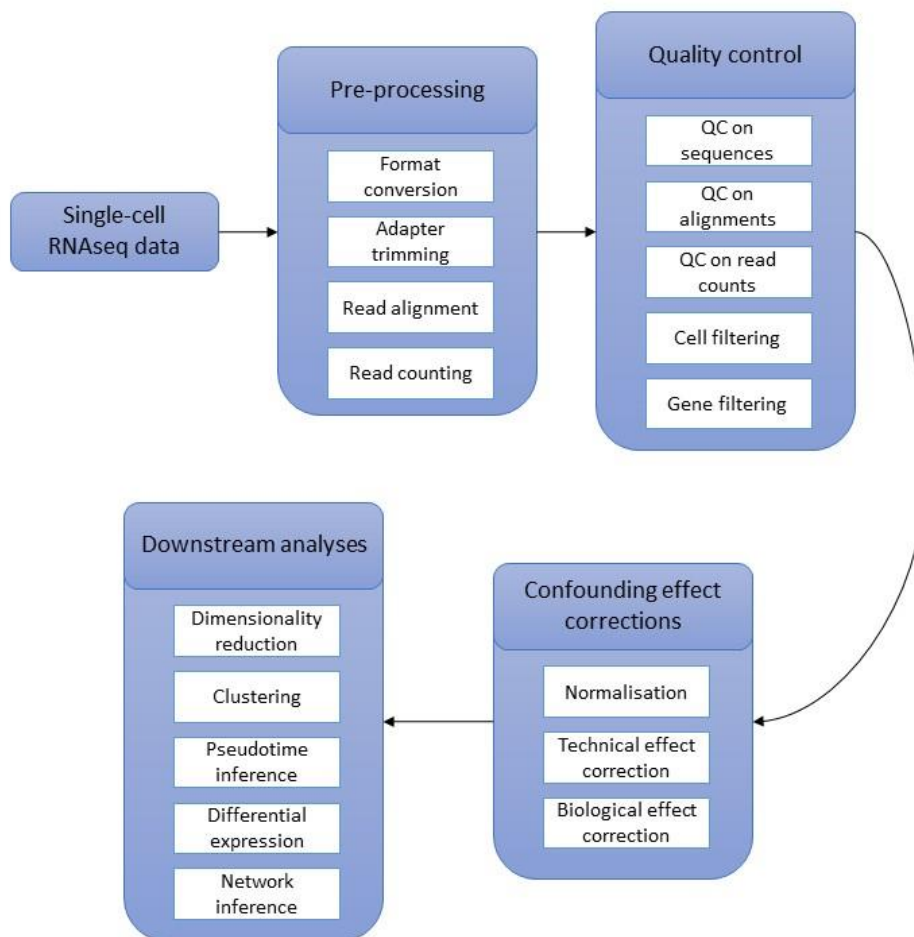 Single-cell
RNAseq data
Pre-processing
Format
conversion
Adapter
trimming
Read alignment
Read counting
Quality control
QC on
sequences
QC on
alignments
QC on read
counts
Cell filtering
Gene filtering
Confounding effect
corrections
Normalisation
Technical effect
correction
Biological effect
correction
Downstream analyses
Dimensionality
reduction
Clustering
Pseudotime
inference
Differential
expression
Network
inference